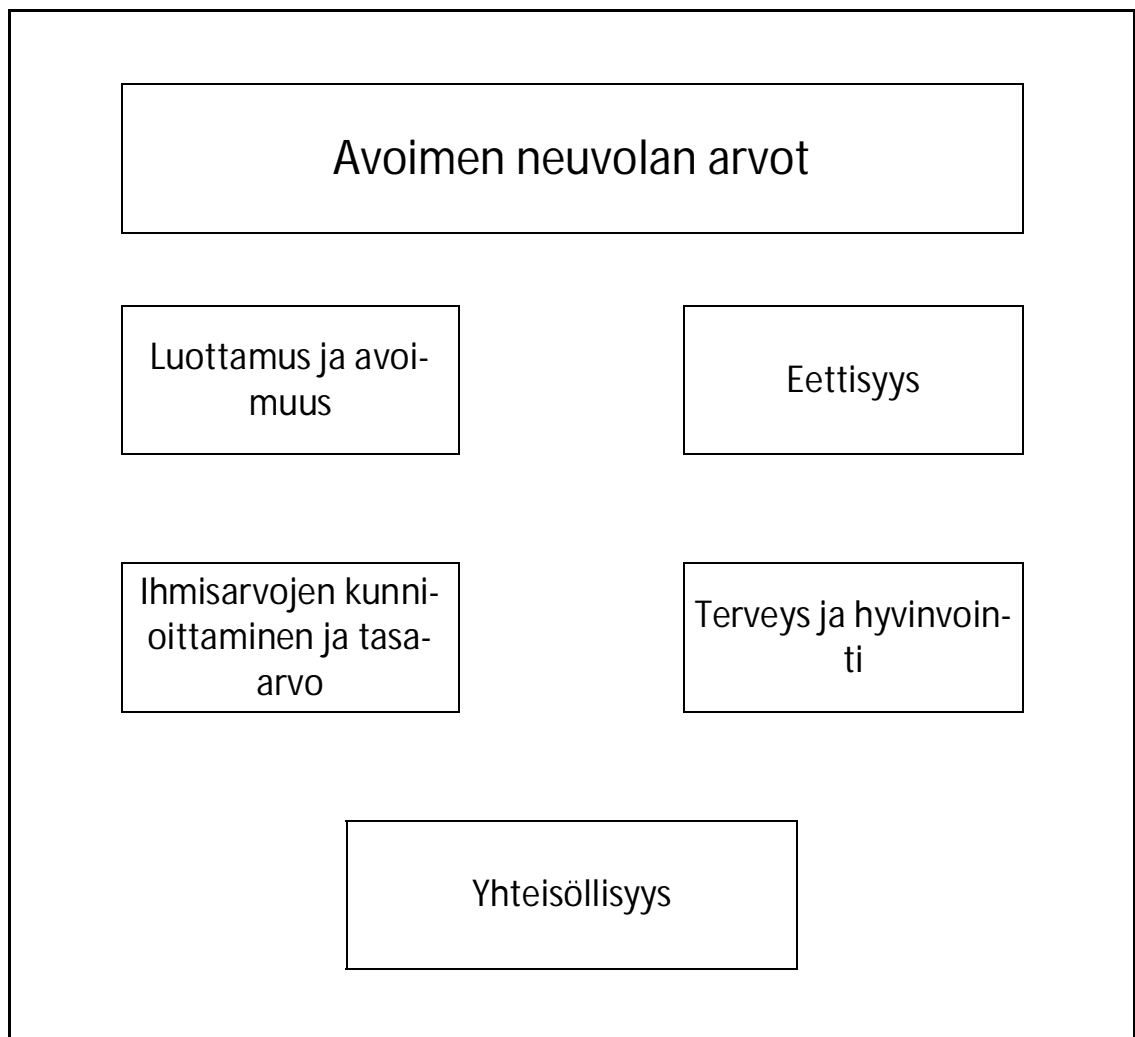 Avoimen neuvolan arvot
Luottamus ja avoi-
muus
Eettisyys
Ihmisarvojen kunni-
oittaminen ja tasa-
arvo
Terveys ja hyvinvoin-
ti
Yhteisöllisyys